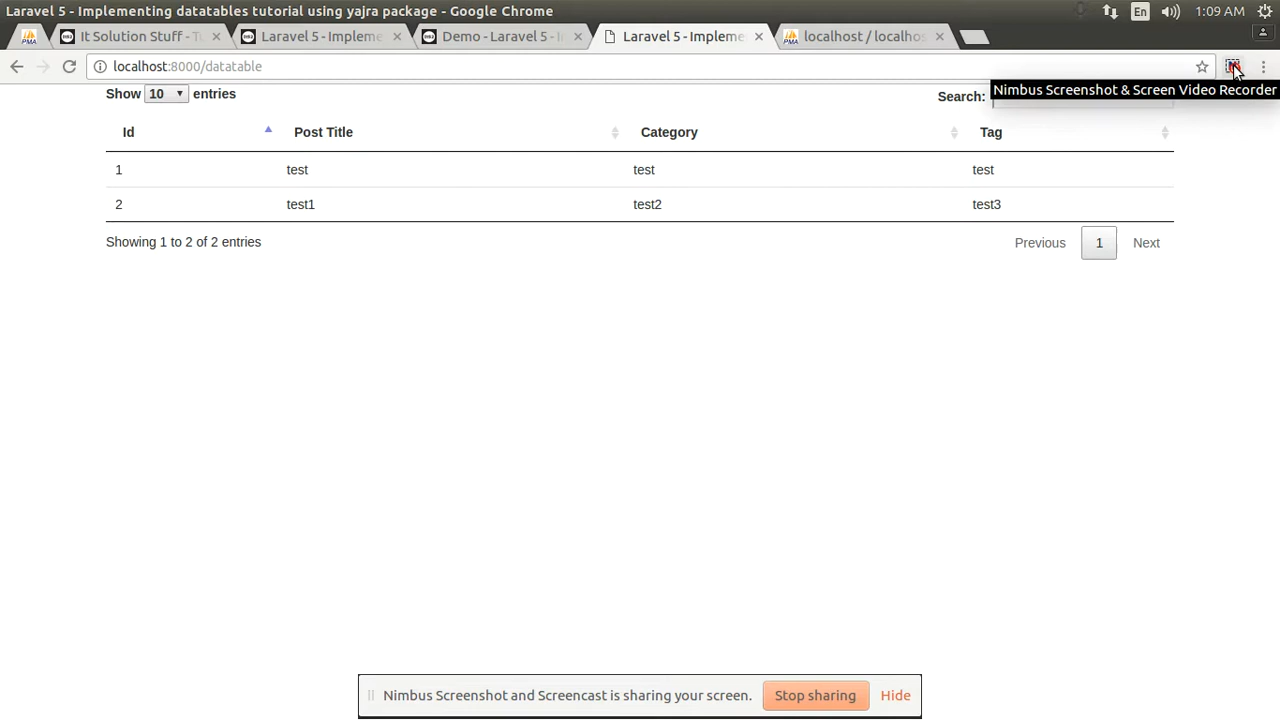 Laravel 5 - Implementing datatables tutorial using yajra package - Google Chrome
En
1:09 AM
PMA
It Solution Stuff - T
Laravel 5 - Impleme
Demo - Laravel 5 - I
Laravel 5 - Impleme
PMA
localhost / localhos
localhost:8000/datatable
Nimbus Screenshot & Screen Video Recorder
Show 10 entries
Search:
Id Post Title Category Tag
1 test test test
2 test1 test2 test3
Showing 1 to 2 of 2 entries
Previous 1 Next
Nimbus Screenshot and Screencast is sharing your screen. Stop sharing Hide